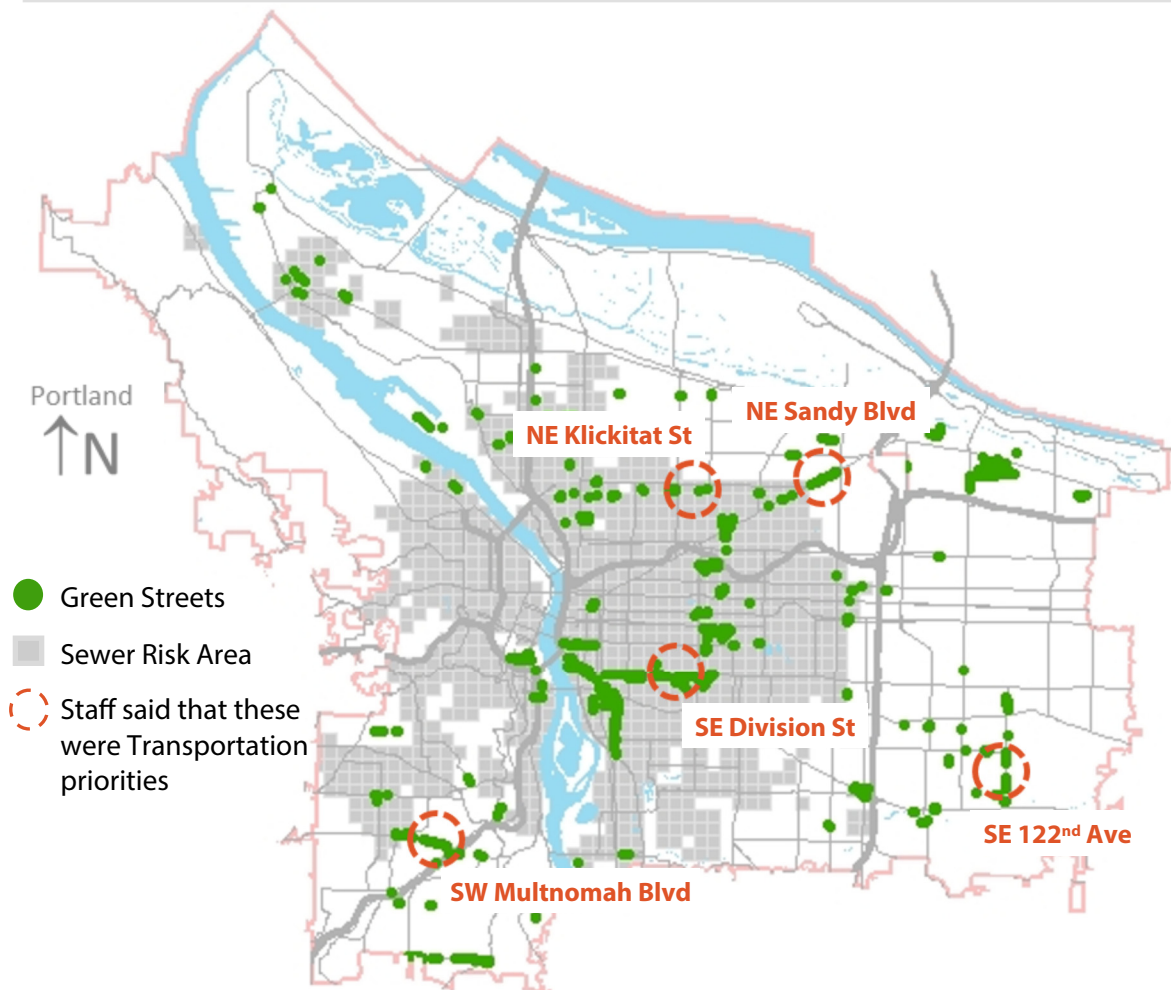 NE Sandy Blvd
NE Klickitat St
Portland
N
Green Streets
Sewer Risk Area
Staff said that these
were Transportation
priorities
SE Division St
SE 122nd Ave
SW Multnomah Blvd